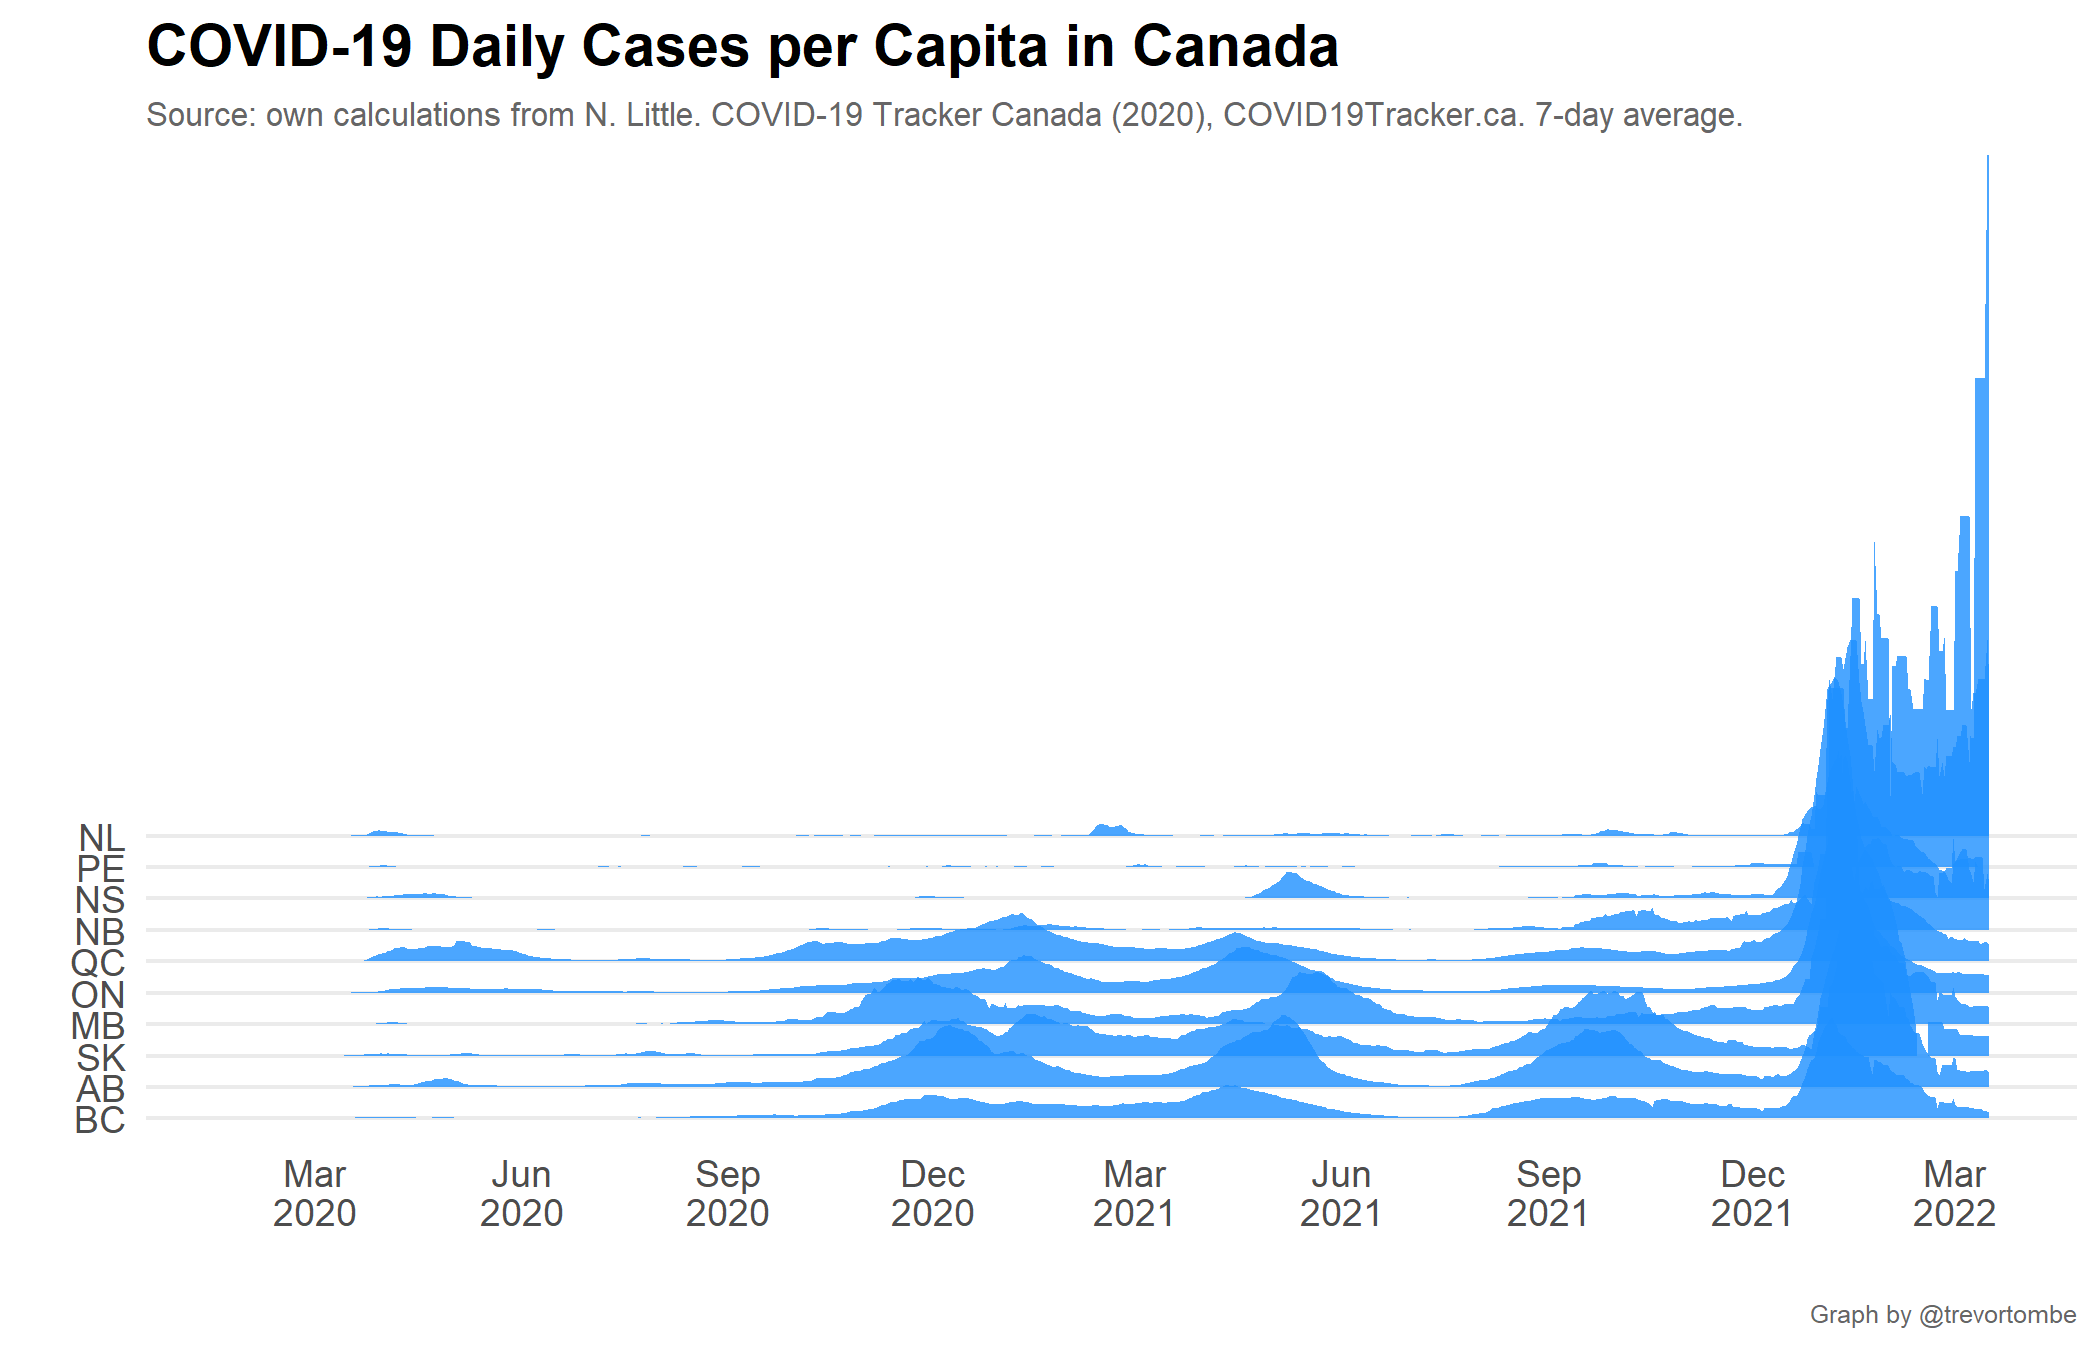 COVID-19 Daily Cases per Capita in Canada
Source: own calculations from N. Little. COVID-19 Tracker Canada (2020), COVID19Tracker.ca. 7-day average.
NL
PE
NS
NB
QC
ON
MB
SK
AB
BC
Mar Jun Sep Dec Mar Jun Sep Dec Mar
2020 2020 2020 2020 2021 2021 2021 2021 2022
Graph by @trevortombe